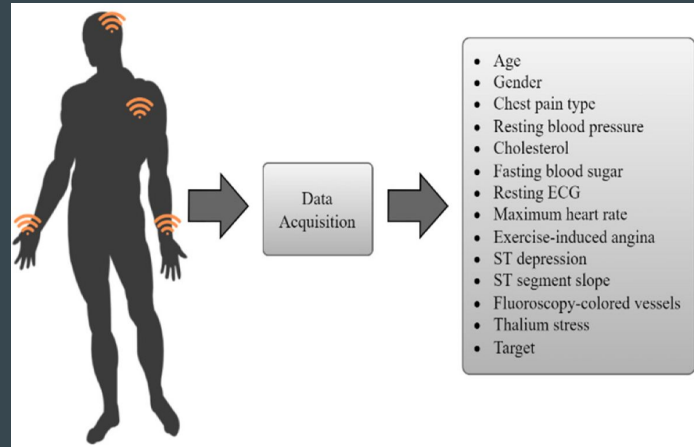 Data
Acquisition
• Age
• Gender
• Chest pain type
• Resting blood pressure
• Cholesterol
• Fasting blood sugar
• Resting ECG
• Maximum heart rate
• Exercise-induced angina
• ST depression
• ST segment slope
• Fluoroscopy-colored vessels
• Thalium stress
• Target